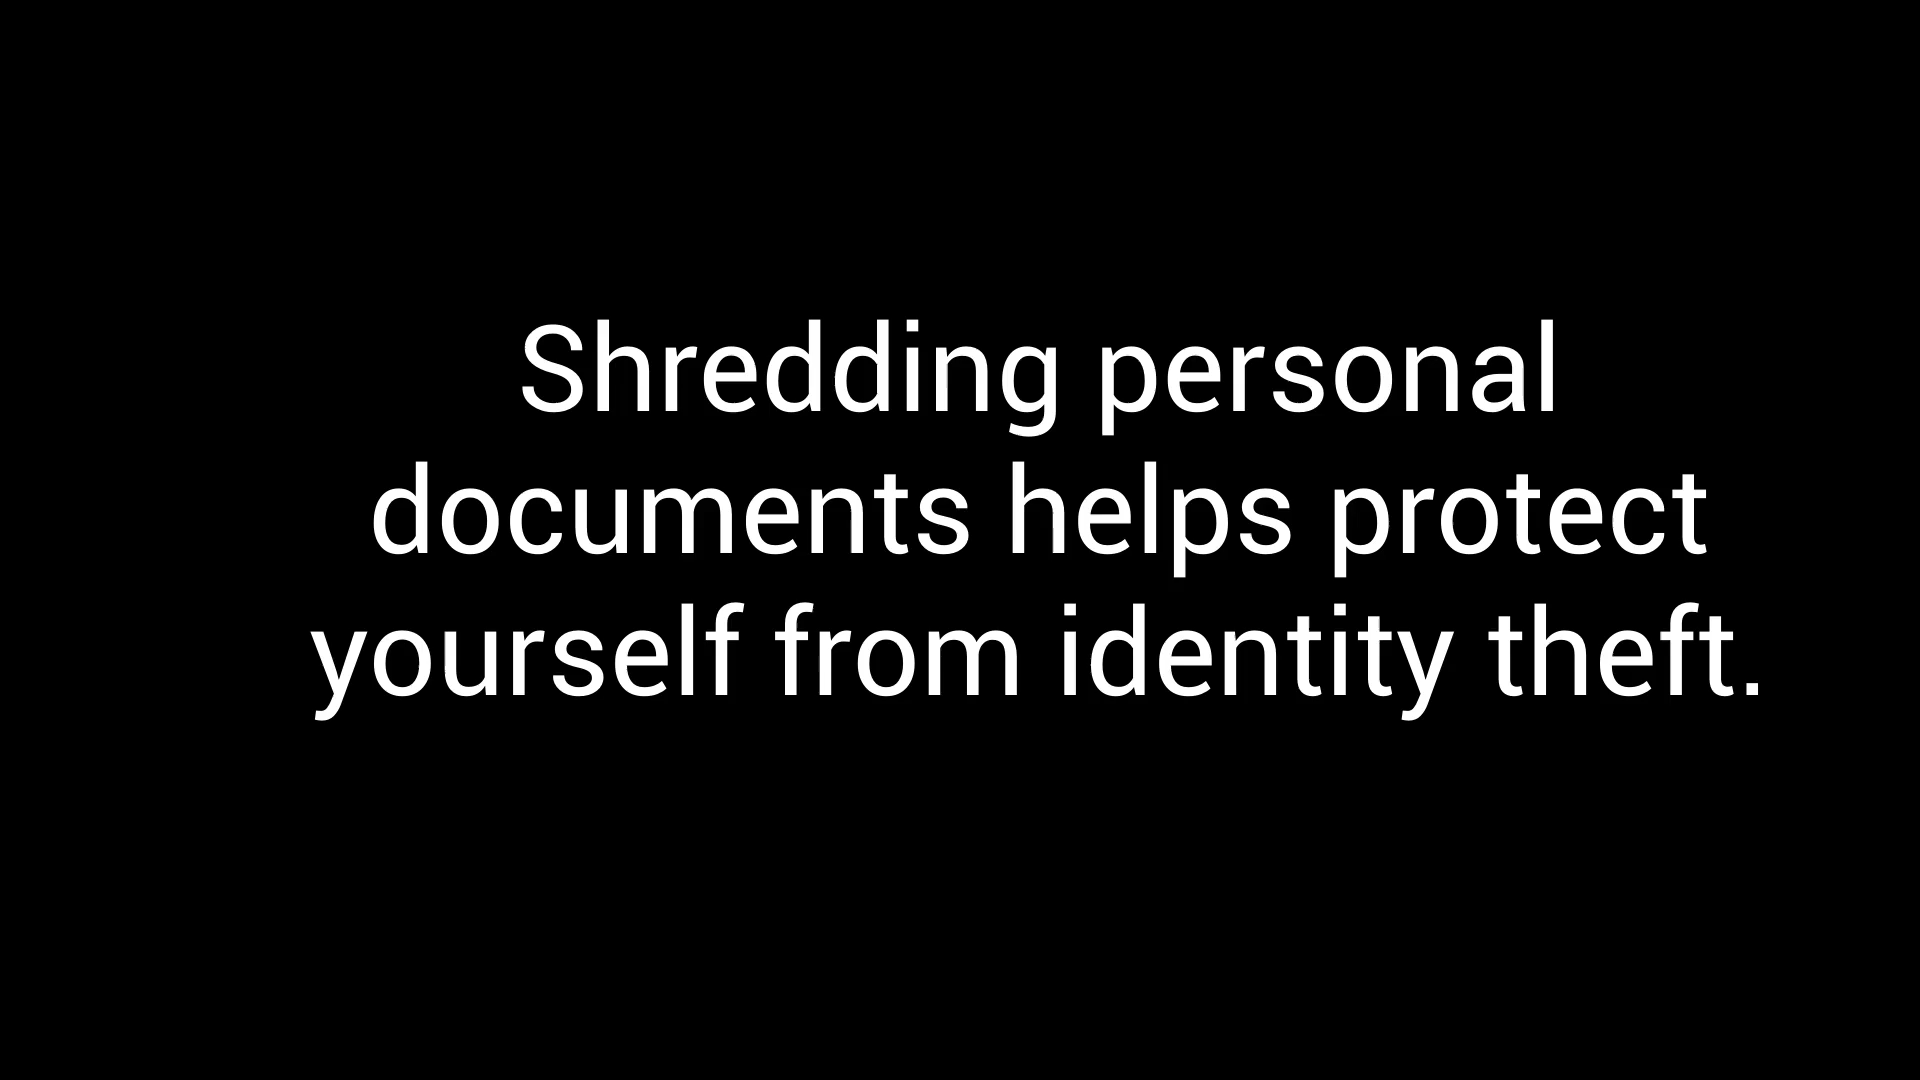 Shredding personal
documents helps protect
yourself from identity theft.